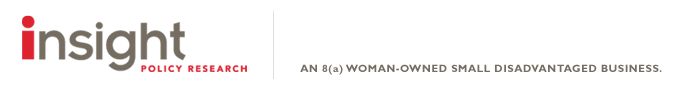 insight
POLICY RESEARCH
AN 8(a) WOMAN-OWNED SMALL DISADVANTAGED BUSINESS.